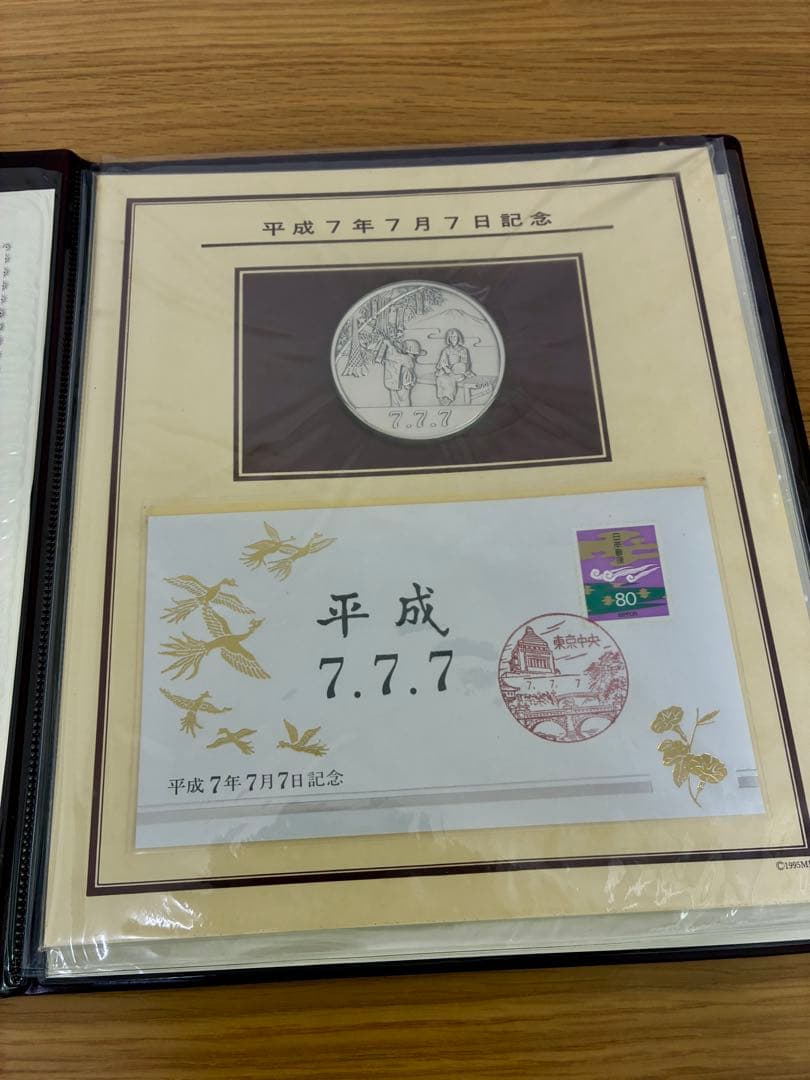 平成7年7月7日記念
7.7.7
日本郵便
80
NIPPON
平成
7.7.7
東京中央
7. 7. 7
平成7年7月7日記念
©1995M